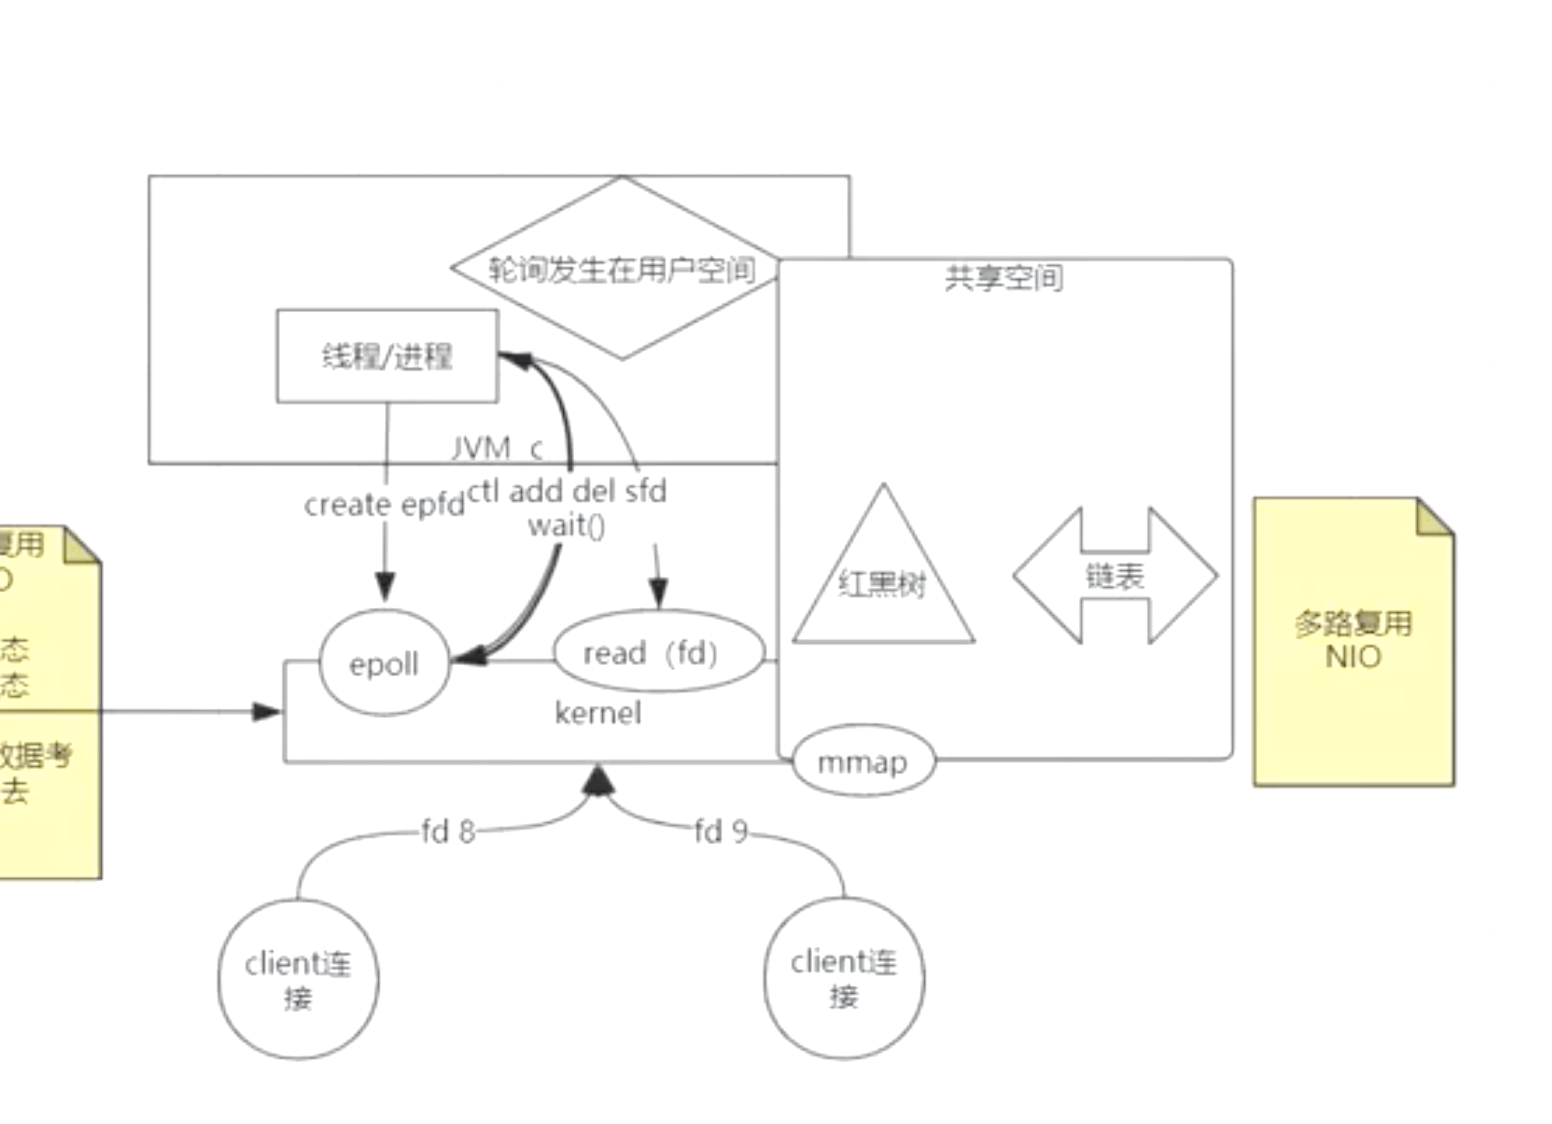 轮询发生在用户空间
共享空间
线程/进程
JVM c
create epfd
ctl add del sfd
wait()
复用
O
态
态
数据考
去
红黑树
链表
多路复用
NIO
epoll
read（fd）
kernel
mmap
fd 8
fd 9
client连
接
client连
接